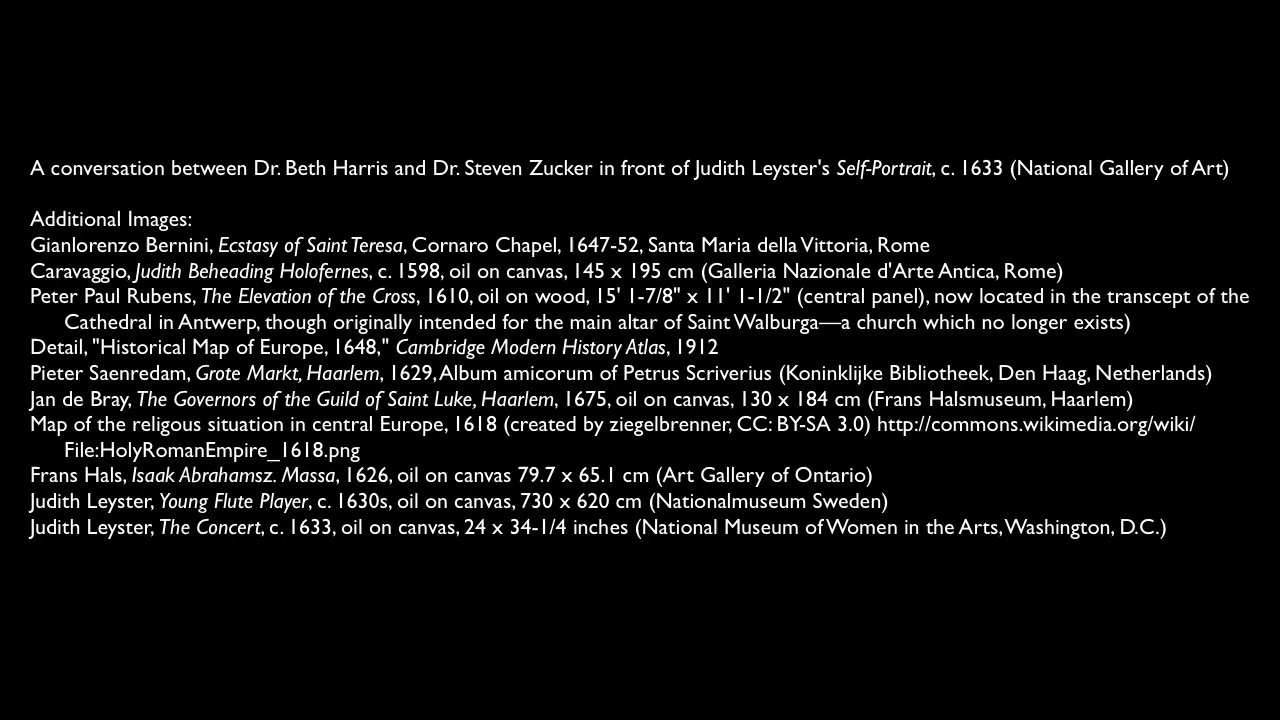 A conversation between Dr. Beth Harris and Dr. Steven Zucker in front of Judith Leyster's Self-Portrait, c. 1633 (National Gallery of Art)
Additional Images:
Gianlorenzo Bernini, Ecstasy of Saint Teresa, Cornaro Chapel, 1647-52, Santa Maria della Vittoria, Rome
Caravaggio, Judith Beheading Holofernes, c. 1598, oil on canvas, 145 x 195 cm (Galleria Nazionale d'Arte Antica, Rome)
Peter Paul Rubens, The Elevation of the Cross, 1610, oil on wood, 15' 1-7/8" x 11' 1-1/2" (central panel), now located in the transcept of the
Cathedral in Antwerp, though originally intended for the main altar of Saint Walburga—a church which no longer exists)
Detail, "Historical Map of Europe, 1648," Cambridge Modern History Atlas, 1912
Pieter Saenredam, Grote Markt, Haarlem, 1629, Album amicorum of Petrus Scriverius (Koninklijke Bibliotheek, Den Haag, Netherlands)
Jan de Bray, The Governors of the Guild of Saint Luke, Haarlem, 1675, oil on canvas, 130 x 184 cm (Frans Halsmuseum, Haarlem)
Map of the religous situation in central Europe, 1618 (created by ziegelbrenner, CC: BY-SA 3.0) http://commons.wikimedia.org/wiki/
File:HolyRomanEmpire_1618.png
Frans Hals, Isaak Abrahamsz. Massa, 1626, oil on canvas 79.7 x 65.1 cm (Art Gallery of Ontario)
Judith Leyster, Young Flute Player, c. 1630s, oil on canvas, 730 x 620 cm (Nationalmuseum Sweden)
Judith Leyster, The Concert, c. 1633, oil on canvas, 24 x 34-1/4 inches (National Museum of Women in the Arts, Washington, D.C.)